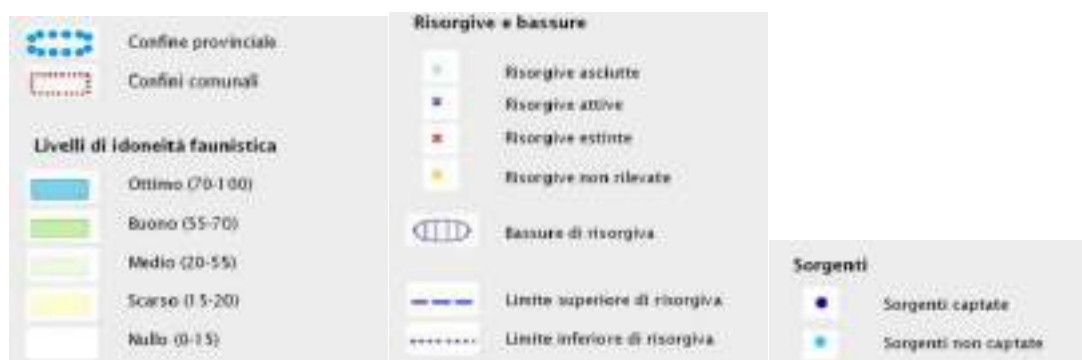 Confine provinciale
Confini comunali
Livelli di idoneità faunistica
Ottimo (70-100)
Buono (55-70)
Medio (20-55)
Scarso (15-20)
Nullo (0-15)
Risorgive e bassure
Risorgive asciutte
Risorgive attive
Risorgive estinte
Risorgive non rilevate
Bassure di risorgiva
Limite superiore di risorgiva
Limite inferiore di risorgiva
Sorgenti
Sorgenti captate
Sorgenti non captate